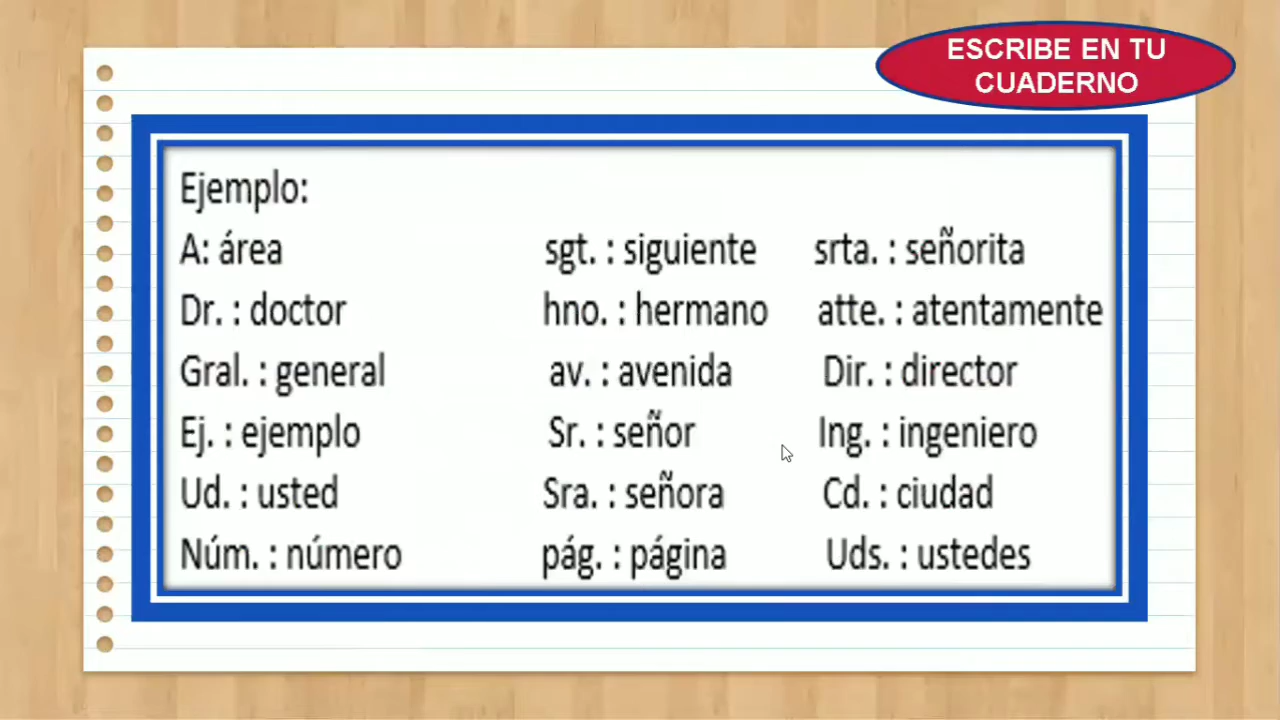 ESCRIBE EN TU
CUADERNO
Ejemplo:
A: área sgt. : siguiente srta. : señorita
Dr. : doctor hno. : hermano atte. : atentamente
Gral. : general av. : avenida Dir. : director
Ej. : ejemplo Sr. : señor Ing. : ingeniero
Ud. : usted Sra. : señora Cd. : ciudad
Núm. : número pág. : página Uds. : ustedes